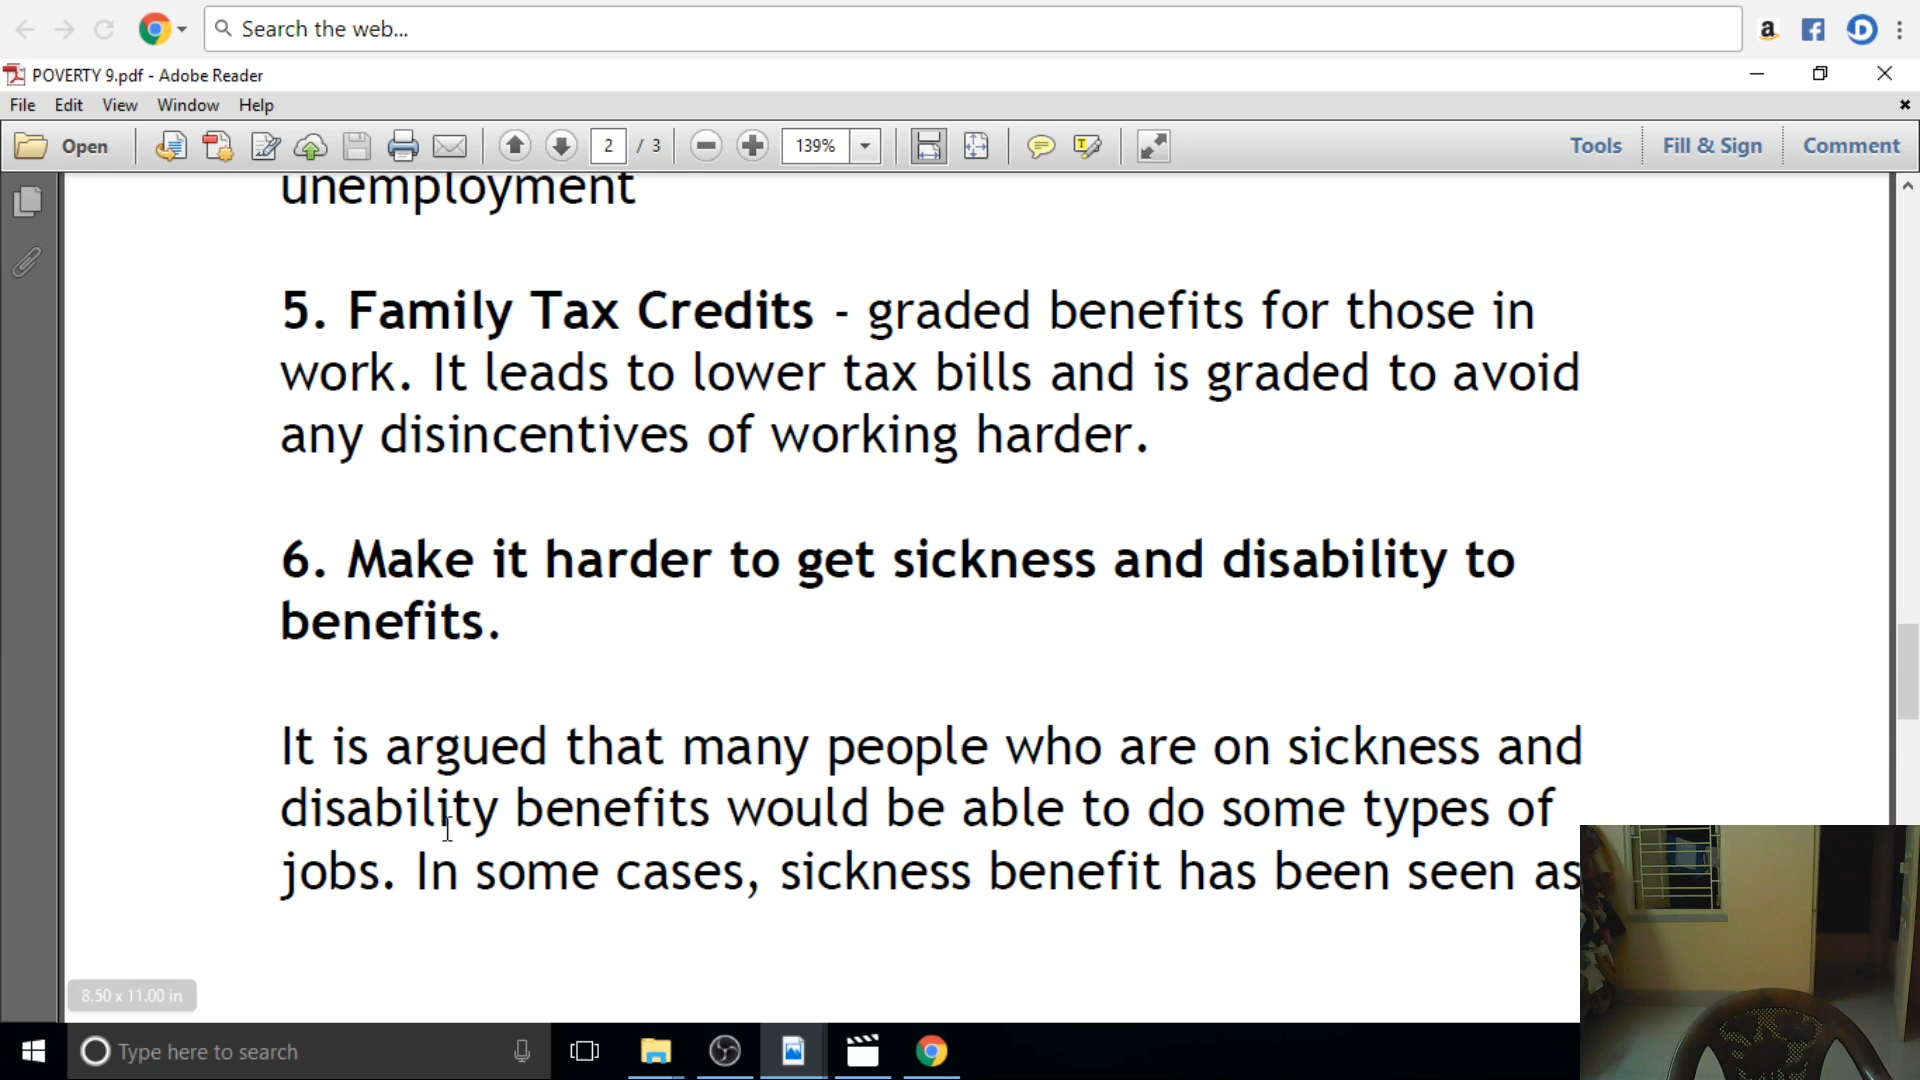 Search the web...
a
POVERTY 9.pdf - Adobe Reader
File Edit View Window Help
Open 2 / 3 139% Tools Fill & Sign Comment
unemployment
5. Family Tax Credits - graded benefits for those in
work. It leads to lower tax bills and is graded to avoid
any disincentives of working harder.
6. Make it harder to get sickness and disability to
benefits.
It is argued that many people who are on sickness and
disability benefits would be able to do some types of
jobs. In some cases, sickness benefit has been seen as
8.50 x 11.00 in
Type here to search